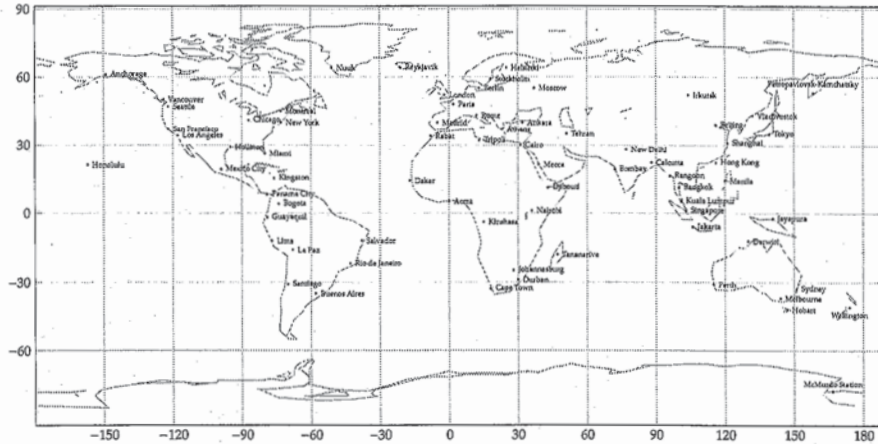 90
60
Anchorage
Nuuk
Reykjavik
Helsinki
Stockholm
Berlin
Moscow
Irkutsk
Petropavlovsk-Kamchatsky
Vancouver
Seattle
London
Paris
Montreal
Chicago
New York
Madrid
Rome
Ankara
Athens
Beijing
Vladivostok
San Francisco
Los Angeles
Rabat
Tripoli
Tehran
Tokyo
30
Miami
Cairo
New Delhi
Shanghai
Honolulu
Mexico City
Kingston
Mecca
Bombay
Calcutta
Hong Kong
Dakar
Djibouti
Rangoon
Bangkok
Manila
Panama City
Bogota
Accra
Nairobi
Kuala Lumpur
Singapore
0
Guayaquil
Kinshasa
Jakarta
Jayapura
Lima
La Paz
Salvador
Tananarive
Darwin
Rio de Janeiro
Johannesburg
Durban
−30
Santiago
Buenos Aires
Cape Town
Perth
Sydney
Melbourne
Hobart
Wellington
−60
McMurdo Station
−150 −120 −90 −60 −30 0 30 60 90 120 150 180